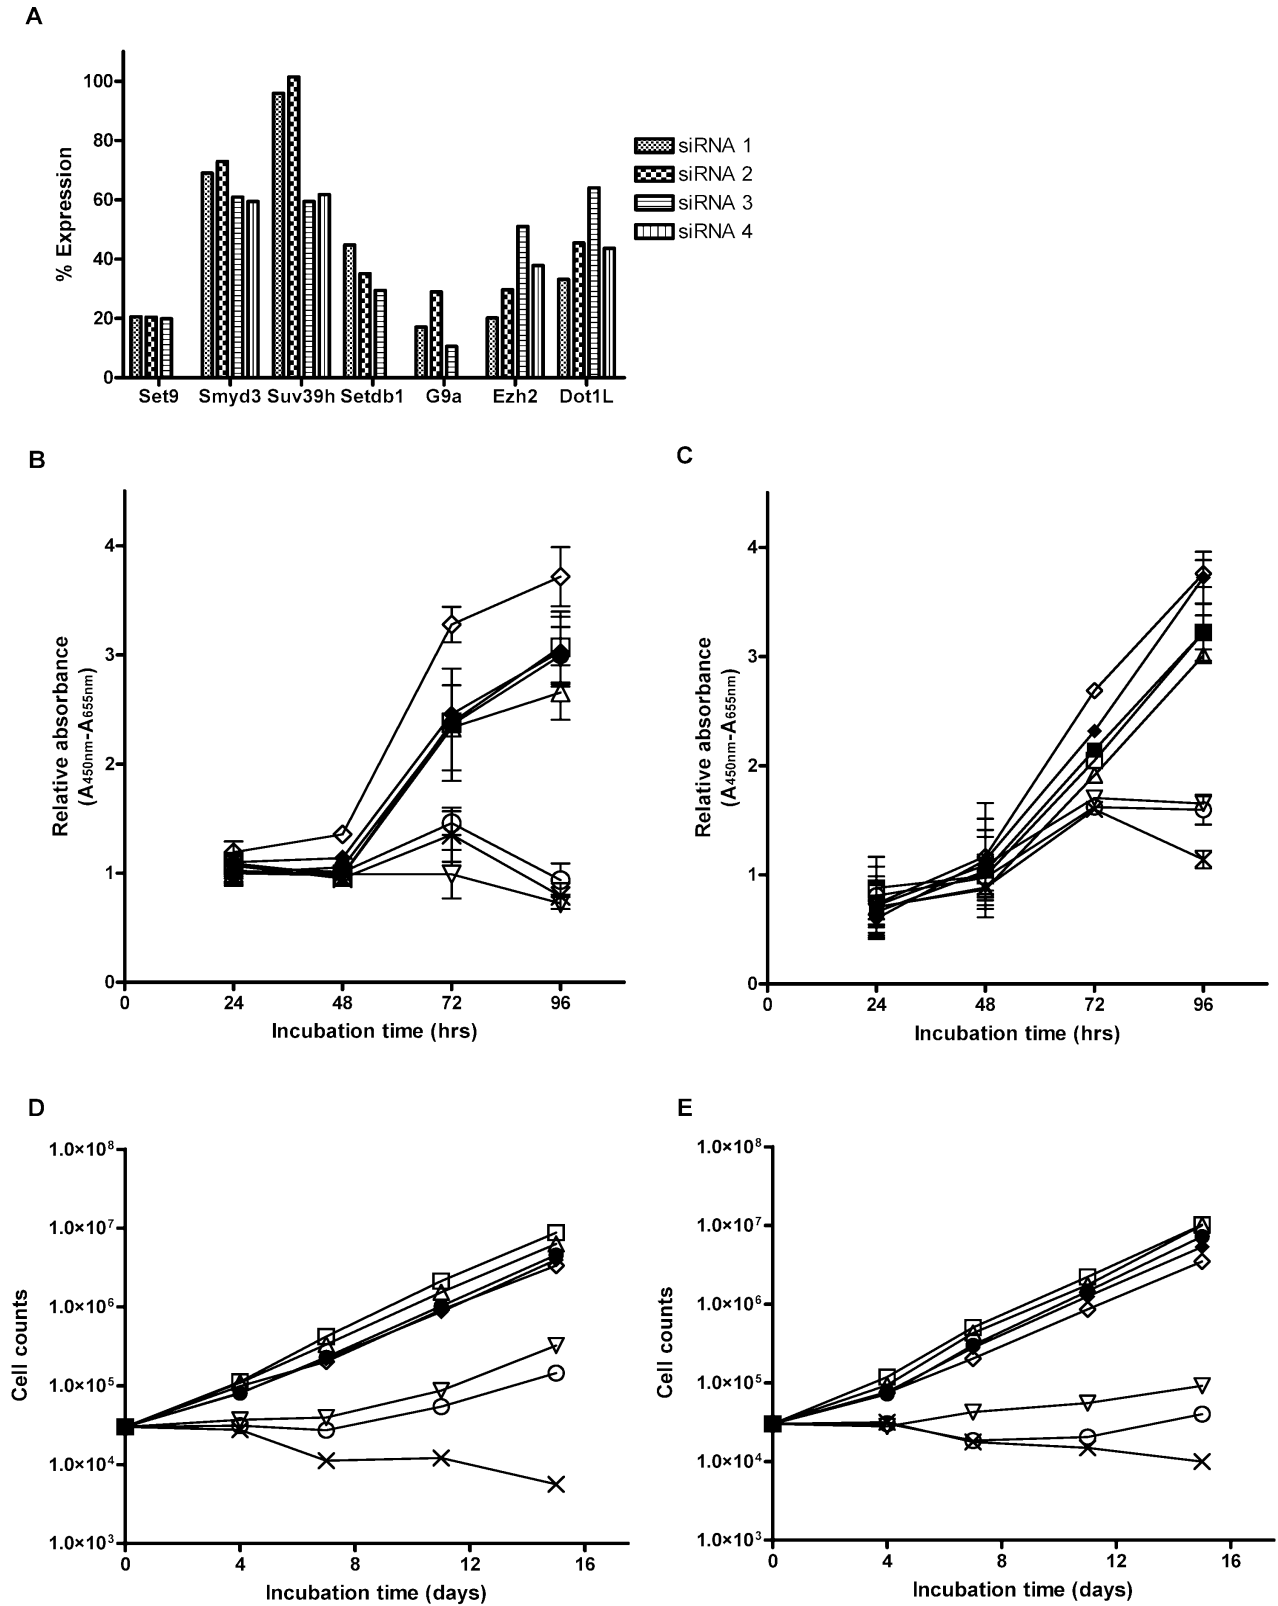 A
% Expression
100
80
60
40
20
0
Set9 Smyd3 Suv39h Setdb1 G9a Ezh2 Dot1L
siRNA 1
siRNA 2
siRNA 3
siRNA 4
B
Relative absorbance
(A450nm-A655nm)
4
3
2
1
0
0 24 48 72 96
Incubation time (hrs)
C
Relative absorbance
(A450nm-A655nm)
4
3
2
1
0
0 24 48 72 96
Incubation time (hrs)
D
Cell counts
1.0×10⁸
1.0×10⁷
1.0×10⁶
1.0×10⁵
1.0×10⁴
1.0×10³
0 4 8 12 16
Incubation time (days)
E
Cell counts
1.0×10⁸
1.0×10⁷
1.0×10⁶
1.0×10⁵
1.0×10⁴
1.0×10³
0 4 8 12 16
Incubation time (days)